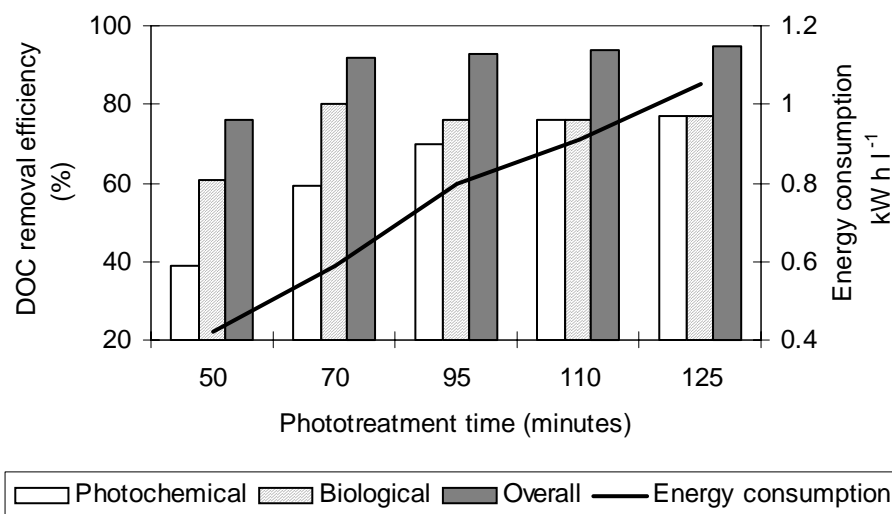 100
80
60
40
20
DOC removal efficiency
(%)
1.2
1
0.8
0.6
0.4
Energy consumption
kW h l-1
50 70 95 110 125
Phototreatment time (minutes)
Photochemical Biological Overall Energy consumption